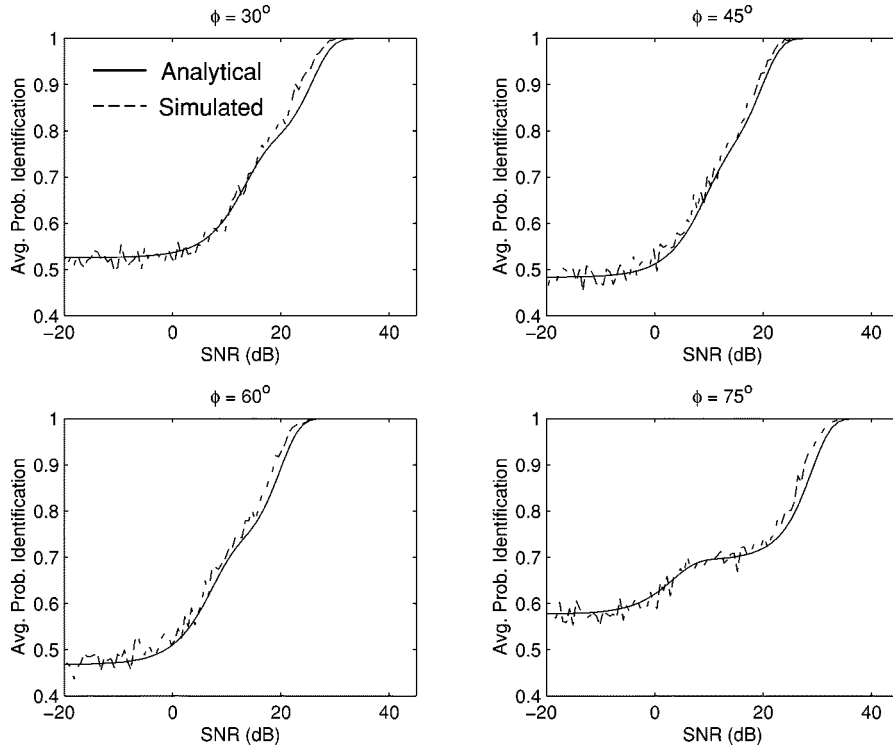 ϕ = 30°
1
0.9
0.8
0.7
0.6
0.5
0.4
Avg. Prob. Identification
Analytical
Simulated
−20 0 20 40
SNR (dB)
ϕ = 45°
1
0.9
0.8
0.7
0.6
0.5
0.4
Avg. Prob. Identification
−20 0 20 40
SNR (dB)
ϕ = 60°
1
0.9
0.8
0.7
0.6
0.5
0.4
Avg. Prob. Identification
−20 0 20 40
SNR (dB)
ϕ = 75°
1
0.9
0.8
0.7
0.6
0.5
0.4
Avg. Prob. Identification
−20 0 20 40
SNR (dB)